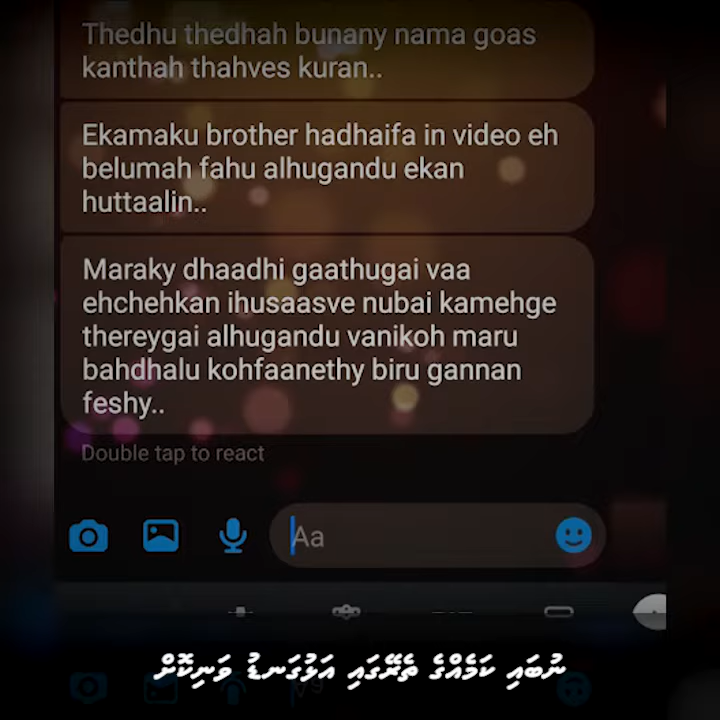 Thedhu thedhah bunany nama goas
kanthah thahves kuran..
Ekamaku brother hadhaifa in video eh
belumah fahu alhugandu ekan
huttaalin..
Maraky dhaadhi gaathugai vaa
ehchehkan ihusaasve nubai kamehge
thereygai alhugandu vanikoh maru
bahdhalu kohfaanethy biru gannan
feshy..
Double tap to react
Aa
ނުބައި ކަމެއްގެ ތެރޭގައި އަޅުގަނޑު ވަނިކޮށް